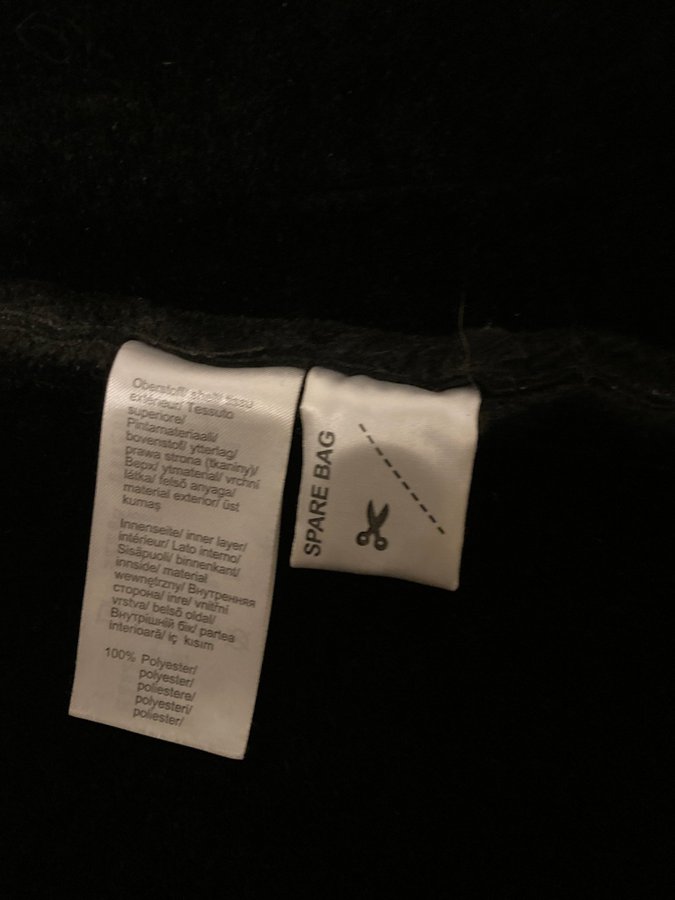 Oberstoff/ shell/ tissu
extérieur/ Tessuto
superiore/
Pintamateriaali/
bovenstof/ ytterlag/
prawa strona (tkaniny)/
Верх/ ytmaterial/ vrchní
látka/ felső anyaga/
material exterior/ üst
kumaş
Innenseite/ inner layer/
intérieur/ Lato interno/
Sisäpuoli/ binnenkant/
innside/ materiał
wewnętrzny/ Внутренняя
сторона/ inre/ vnitřní
vrstva/ belső oldal/
Внутрішній бік/ partea
interioară/ iç kısım
100% Polyester/
polyester/
poliestere/
polyesteri/
poliester/
SPARE BAG